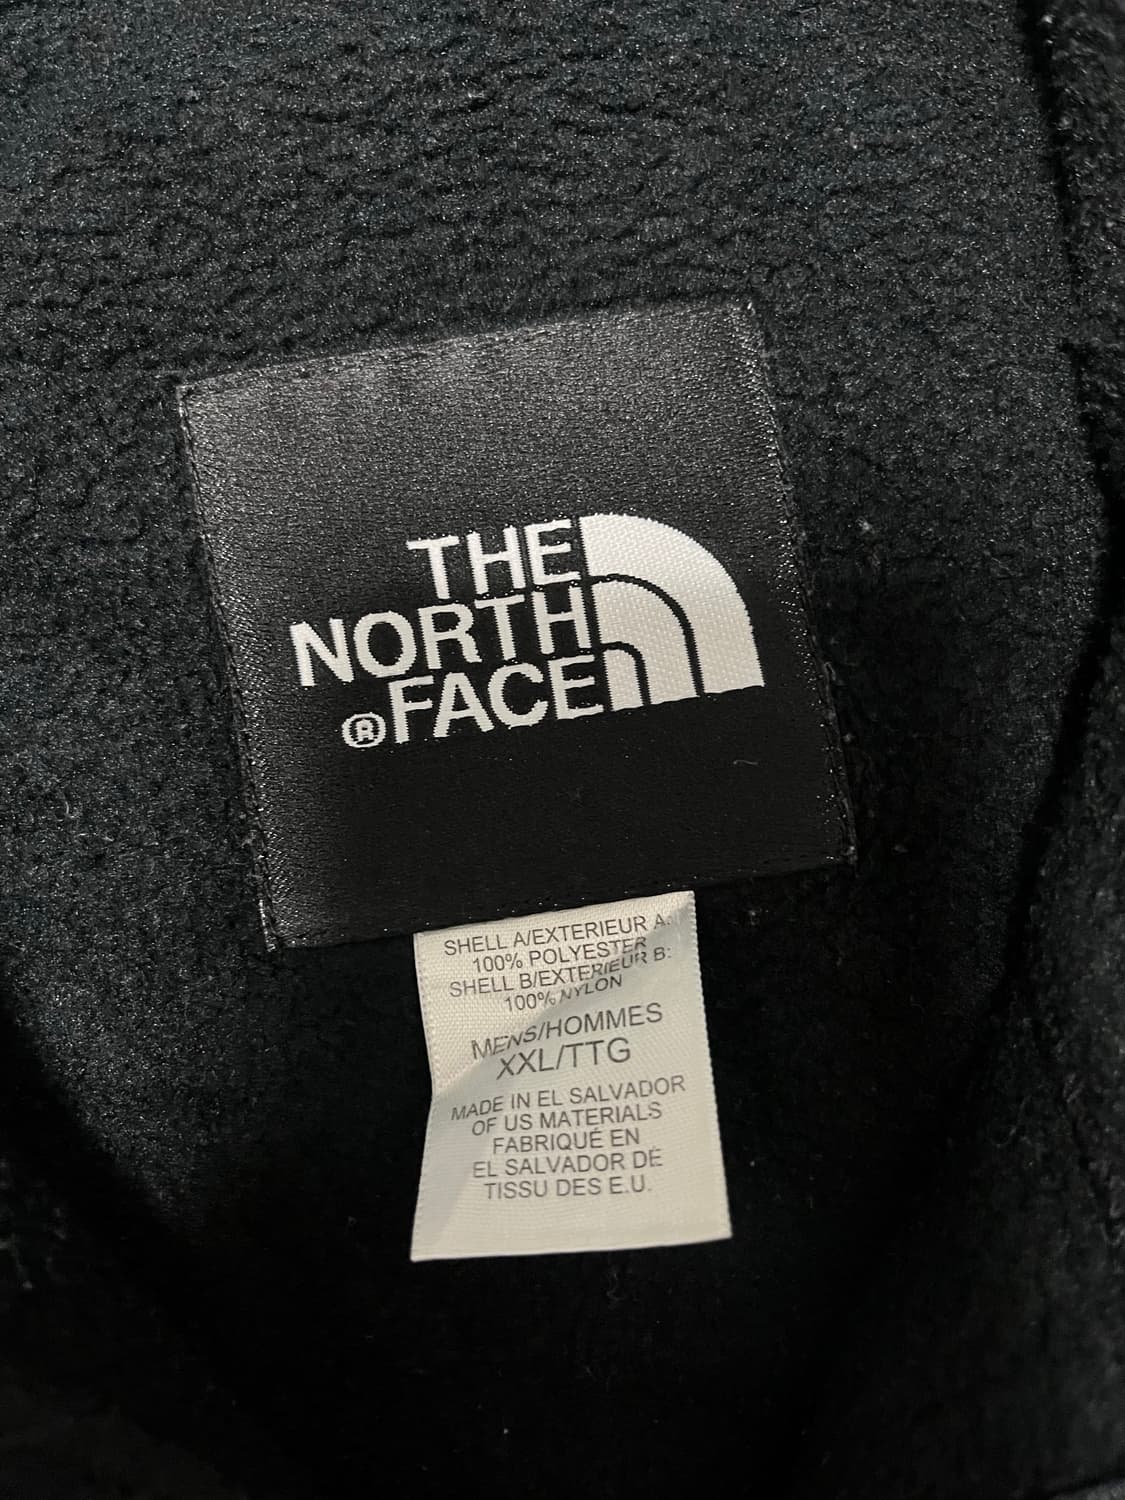 THE
NORTH
®FACE
SHELL A/EXTERIEUR A:
100% POLYESTER
SHELL B/EXTERIEUR B:
100% NYLON
MENS/HOMMES
XXL/TTG
MADE IN EL SALVADOR
OF US MATERIALS
FABRIQUÉ EN
EL SALVADOR DE
TISSU DES E.U.